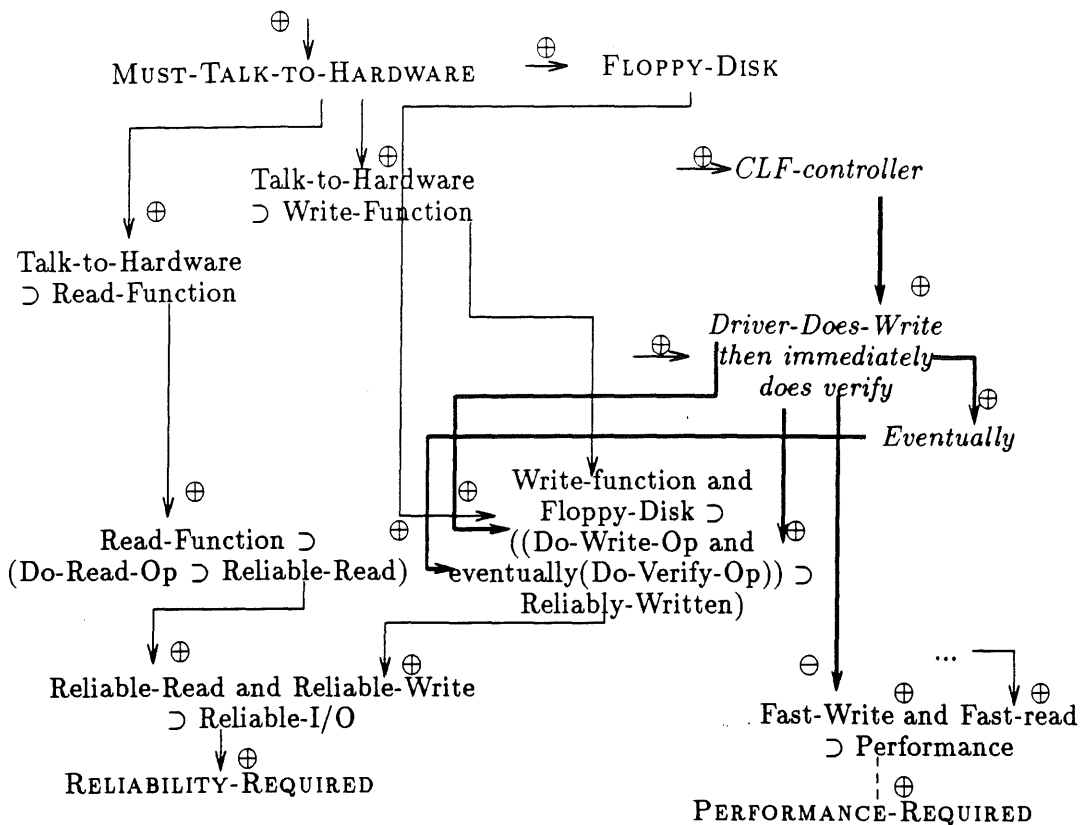 ⊕
MUST-TALK-TO-HARDWARE ⊕ FLOPPY-DISK
⊕
Talk-to-Hardware
⊃ Write-Function
⊕
CLF-controller
⊕
Talk-to-Hardware
⊃ Read-Function
⊕
⊕
Driver-Does-Write
then immediately
does verify
⊕
Eventually
⊕
Read-Function ⊃
(Do-Read-Op ⊃ Reliable-Read)
⊕
⊕
⊕
Write-function and
Floppy-Disk ⊃
((Do-Write-Op and
eventually(Do-Verify-Op)) ⊃
Reliably-Written)
⊕
⊕
Reliable-Read and Reliable-Write
⊃ Reliable-I/O
⊕
RELIABILITY-REQUIRED
...
⊖
⊕
⊕
Fast-Write and Fast-read
⊃ Performance
⊕
PERFORMANCE-REQUIRED